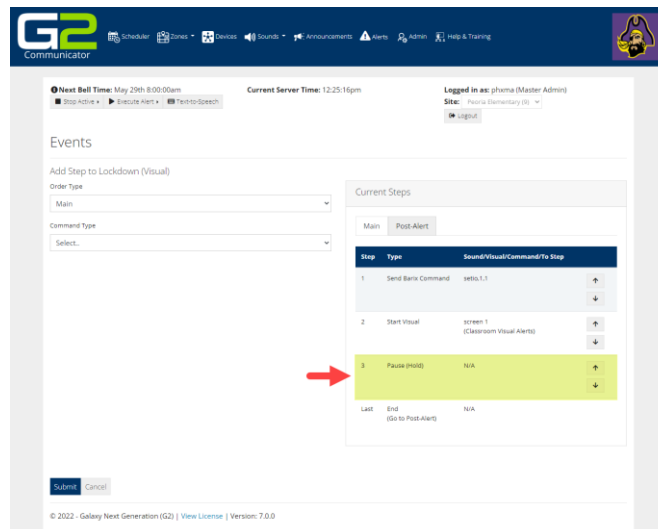 G2
Communicator
Scheduler Zones Devices Sounds Announcements Alerts Admin Help & Training
Next Bell Time: May 29th 8:00:00am Current Server Time: 12:25:16pm Logged in as: phxma (Master Admin)
Stop Active Execute Alert Text-to-Speech Site: Peoria Elementary (9)
Logout
Events
Add Step to Lockdown (Visual)
Order Type
Main
Command Type
Select..
Current Steps
Main Post-Alert
Step Type Sound/Visual/Command/To Step
1 Send Barix Command setio.1.1
2 Start Visual screen 1
(Classroom Visual Alerts)
3 Pause (Hold) N/A
Last End N/A
(Go to Post-Alert)
Submit Cancel
© 2022 - Galaxy Next Generation (G2) | View License | Version: 7.0.0